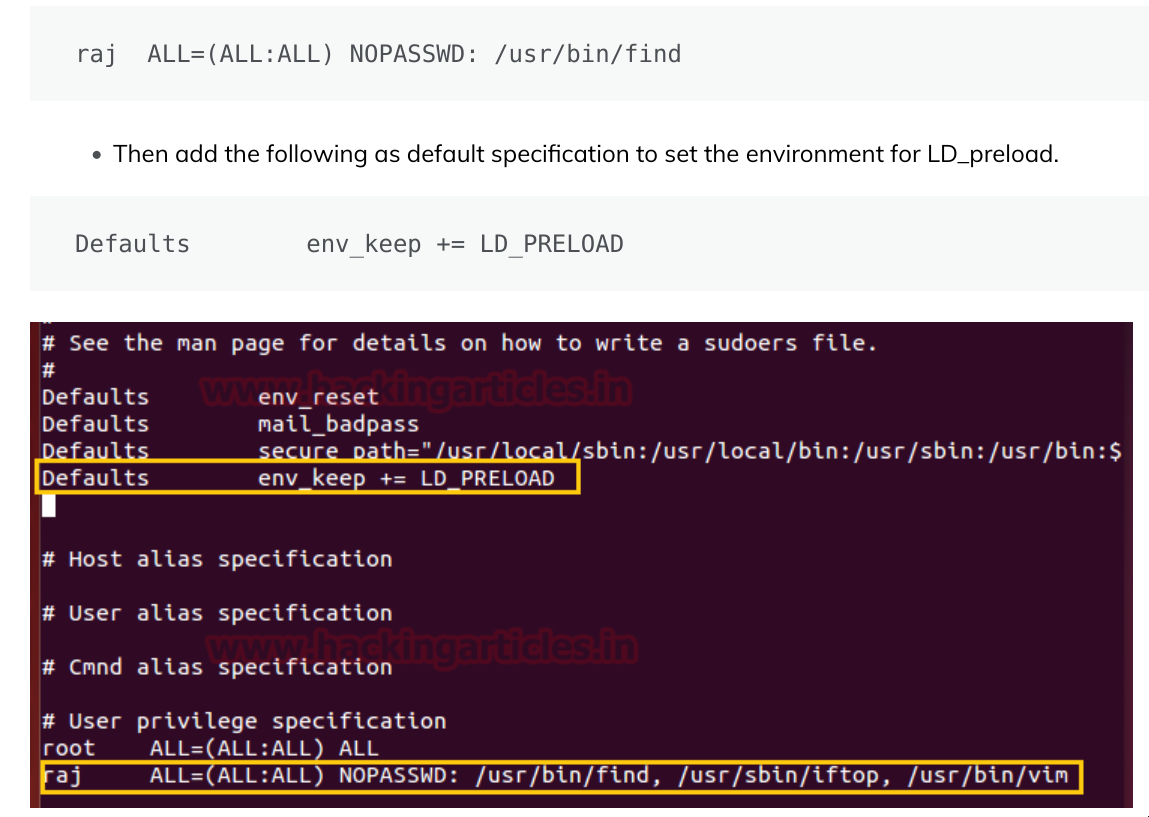 raj  ALL=(ALL:ALL) NOPASSWD: /usr/bin/find
• Then add the following as default specification to set the environment for LD_preload.
Defaults        env_keep += LD_PRELOAD
# See the man page for details on how to write a sudoers file.
#
www.hackingarticles.in
Defaults        env_reset
Defaults        mail_badpass
Defaults        secure_path="/usr/local/sbin:/usr/local/bin:/usr/sbin:/usr/bin:$
Defaults        env_keep += LD_PRELOAD
# Host alias specification
# User alias specification
www.hackingarticles.in
# Cmnd alias specification
# User privilege specification
root    ALL=(ALL:ALL) ALL
raj     ALL=(ALL:ALL) NOPASSWD: /usr/bin/find, /usr/sbin/iftop, /usr/bin/vim